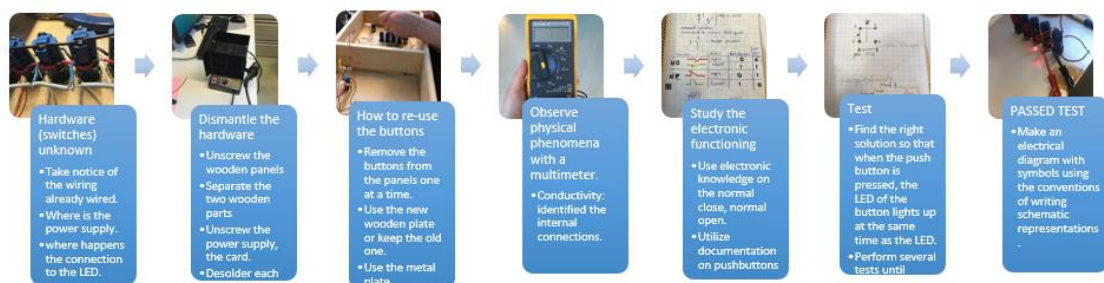 Hardware
(switches)
unknown
•Take notice of
the wiring
already wired.
•Where is the
power supply.
•where happens
the connection
to the LED.
Dismantie the
hardware
•Unscrew the
wooden panels
•Separate the
two wooden
parts
•Unscrew the
power supply,
the card.
•Desolder each
How to re-use
the buttons
•Remove the
buttons from
the panels one
at a time.
•Use the new
wooden plate
or keep the old
one.
•Use the metal
plate
Observe
physical
phenomena
with a
multimeter.
•Conductivity:
identified the
internal
connections.
Study the
electronic
functioning
•Use electronic
knowledge on
the normal
close, normal
open.
•Utilize
documentation
on pushbuttons
Test
•Find the right
solution so that
when the push
button is
pressed, the
LED of the
button lights up
at the same
time as the LED.
•Perform several
tests until
PASSED TEST
•Make an
electrical
diagram with
symbols using
the conventions
of writing
schematic
representations
.